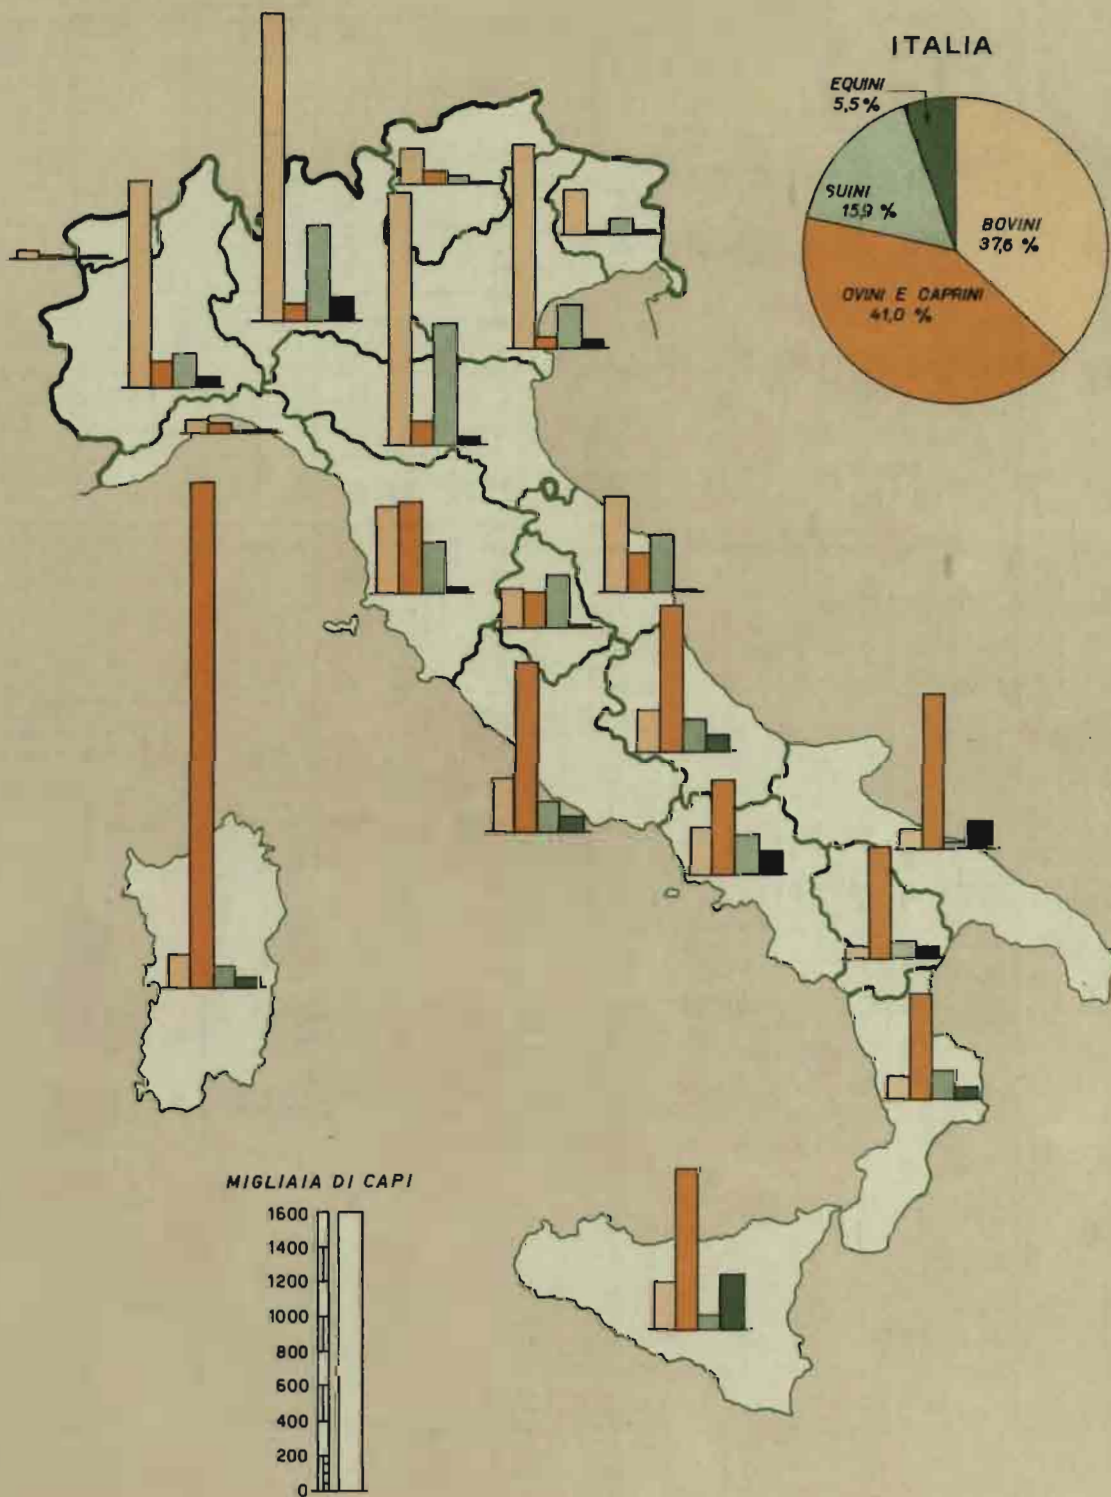 ITALIA
EQUINI
5,5 %
SUINI
15,9 %
BOVINI
37,6 %
OVINI E CAPRINI
41,0 %
MIGLIAIA DI CAPI
1600
1400
1200
1000
800
600
400
200
0